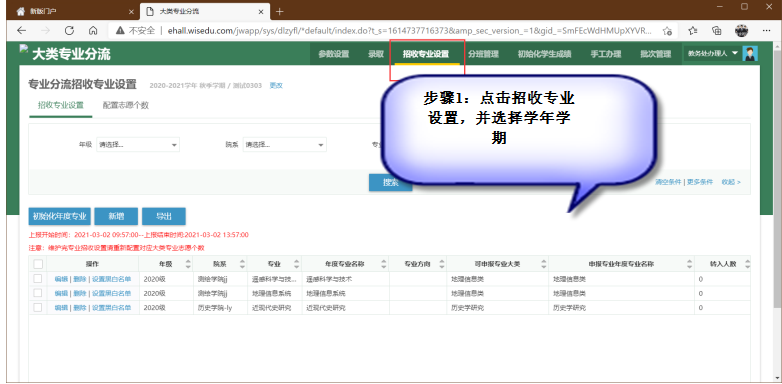 新版门户
大类专业分流
不安全 | ehall.wisedu.com/jwapp/sys/dlzyfl/*default/index.do?t_s=1614737716373&amp_sec_version_=1&gid_=SmFEcWdHMUpXYVR...
大类专业分流 参数设置 录取 招收专业设置 分班管理 初始化学生成绩 手工办理 批次管理 教务处办理人
专业分流招收专业设置 2020-2021学年 秋季学期 / 测试0303 更改
招收专业设置 配置志愿个数
步骤1：点击招收专业
设置，并选择学年学
期
年级 请选择... 院系 请选择... 专业
搜索 清空条件 | 更多条件 收起 >
初始化年度专业 新增 导出
上报开始时间：2021-03-02 09:57:00--上报结束时间2021-03-02 13:57:00
注意：维护完专业招收设置请重新配置对应大类专业志愿个数
操作 年级 院系 专业 年度专业名称 专业方向 可申报专业大类 申报专业年度专业名称 转入人数
编辑 | 删除 | 设置黑白名单 2020级 测绘学院jj 遥感科学与技... 遥感科学与技术 地理信息类 地理信息类 0
编辑 | 删除 | 设置黑白名单 2020级 测绘学院jj 地理信息系统 地理信息系统 地理信息类 地理信息类 0
编辑 | 删除 | 设置黑白名单 2020级 历史学院-ly 近现代史研究 近现代史研究 历史学研究 历史学研究 0